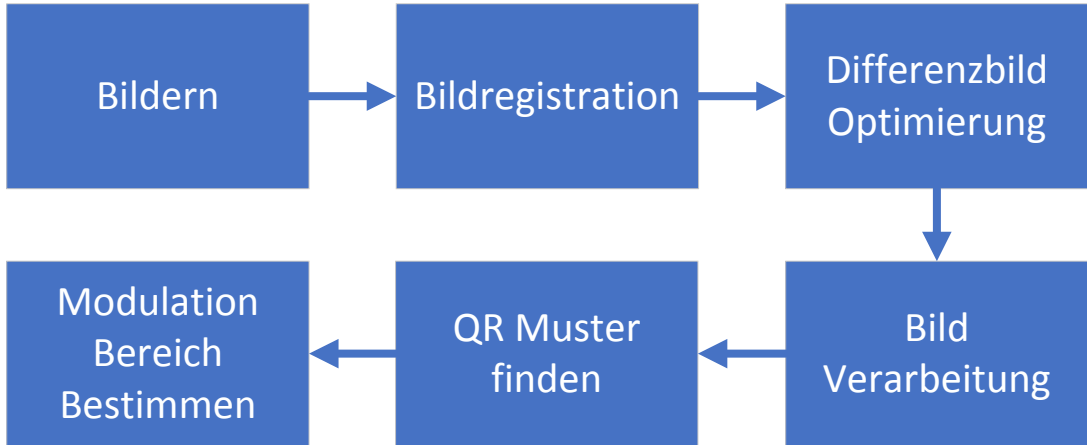 Bildern
Bildregistration
Differenzbild
Optimierung
Bild
Verarbeitung
QR Muster
finden
Modulation
Bereich
Bestimmen